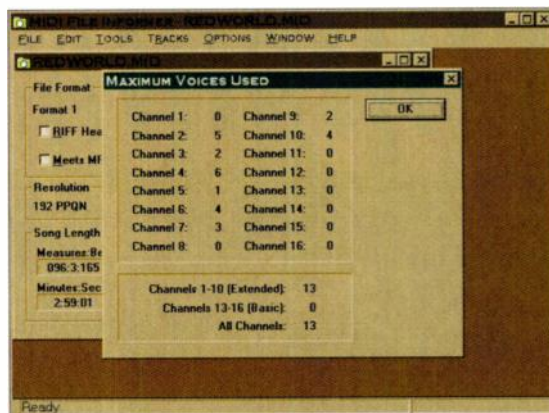 MIDI FILE INFORMER - REDWORLD.MID
FILE EDIT TOOLS TRACKS OPTIONS WINDOW HELP
REDWORLD.MID
File Format
Format 1
RIFF Hea
Meets MP
Resolution
192 PPQN
Song Length
Measures:Be
096:3:165
Minutes:Sec
2:59:01
MAXIMUM VOICES USED
OK
Channel 1: 0 Channel 9: 2
Channel 2: 5 Channel 10: 4
Channel 3: 2 Channel 11: 0
Channel 4: 6 Channel 12: 0
Channel 5: 1 Channel 13: 0
Channel 6: 4 Channel 14: 0
Channel 7: 3 Channel 15: 0
Channel 8: 0 Channel 16: 0
Channels 1-10 (Extended): 13
Channels 13-16 (Basic): 0
All Channels: 13
Ready